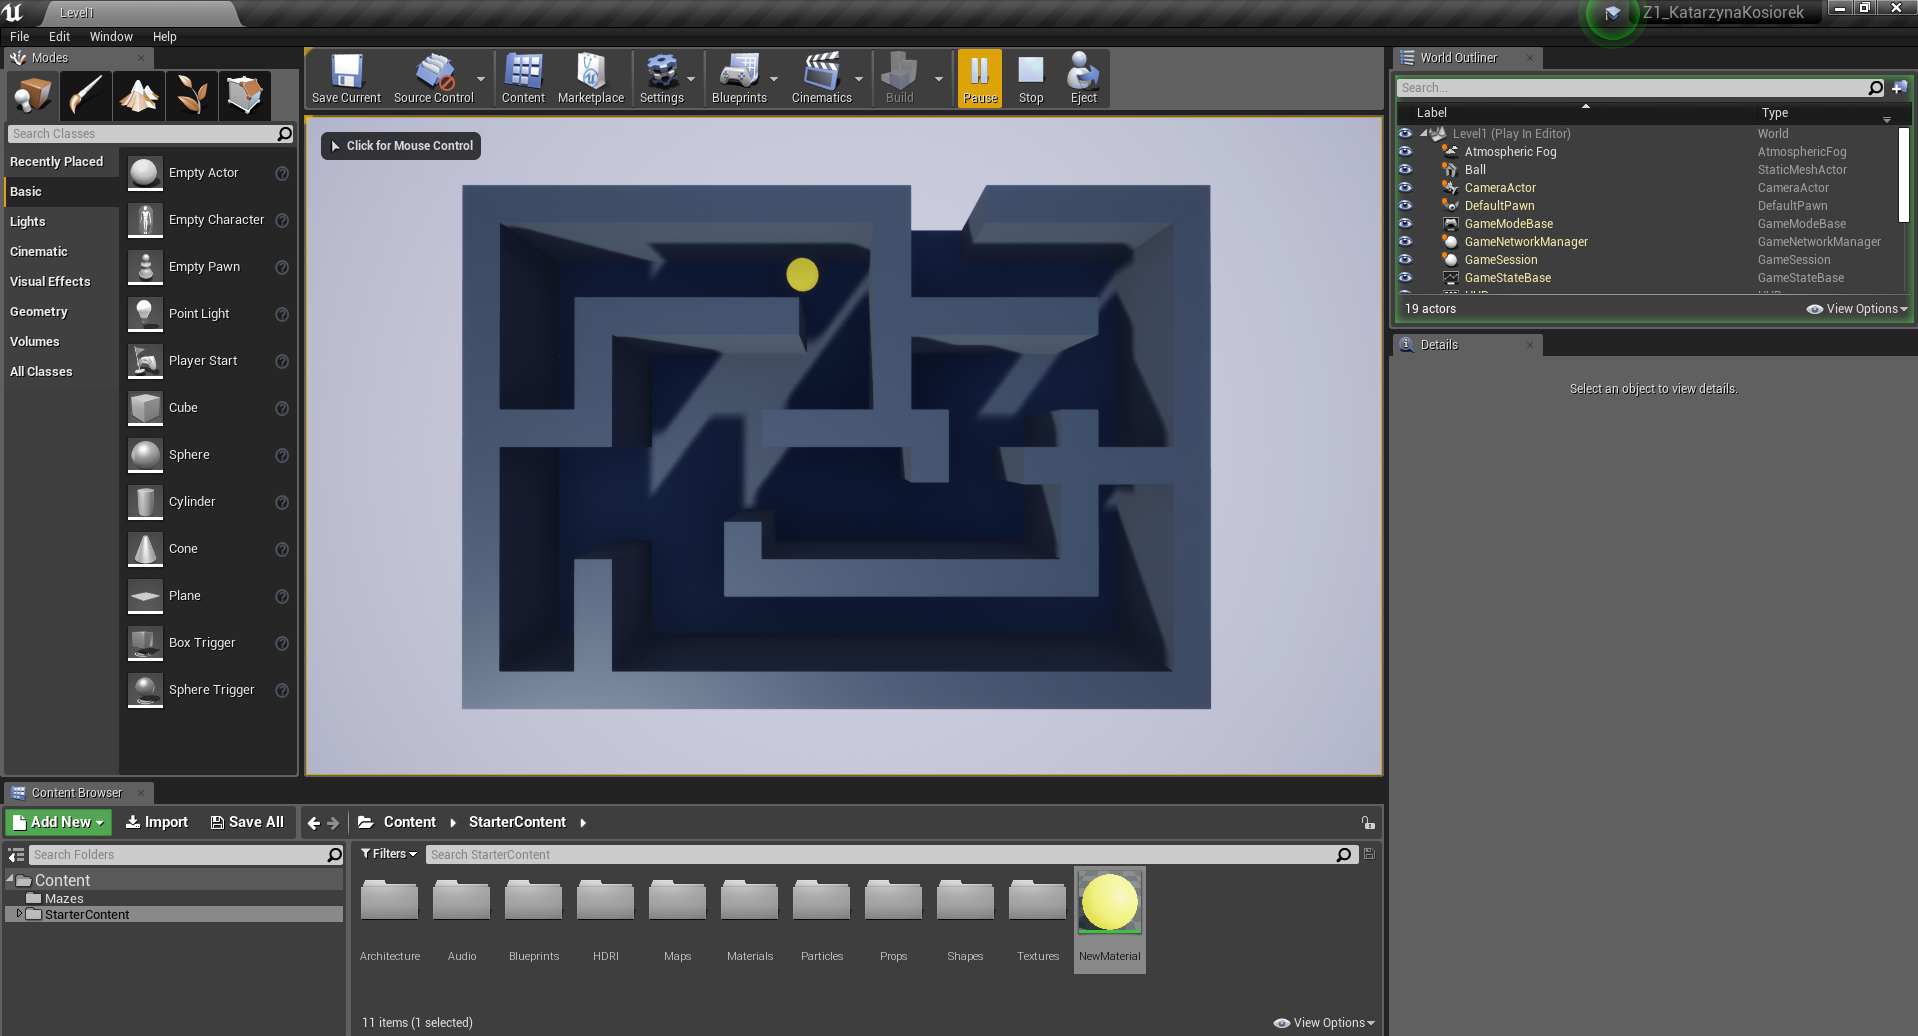 Level1
Z1_KatarzynaKosiorek
File Edit Window Help
Modes
Search Classes
Recently Placed
Basic
Lights
Cinematic
Visual Effects
Geometry
Volumes
All Classes
Empty Actor
Empty Character
Empty Pawn
Point Light
Player Start
Cube
Sphere
Cylinder
Cone
Plane
Box Trigger
Sphere Trigger
Save Current Source Control Content Marketplace Settings Blueprints Cinematics Build Pause Stop Eject
Click for Mouse Control
World Outliner
Search...
Label Type
Level1 (Play In Editor) World
Atmospheric Fog AtmosphericFog
Ball StaticMeshActor
CameraActor CameraActor
DefaultPawn DefaultPawn
GameModeBase GameModeBase
GameNetworkManager GameNetworkManager
GameSession GameSession
GameStateBase GameStateBase
19 actors View Options
Details
Select an object to view details.
Content Browser
Add New Import Save All Content StarterContent
Search Folders
Content
Mazes
StarterContent
Filters Search StarterContent
Architecture Audio Blueprints HDRI Maps Materials Particles Props Shapes Textures NewMaterial
11 items (1 selected) View Options